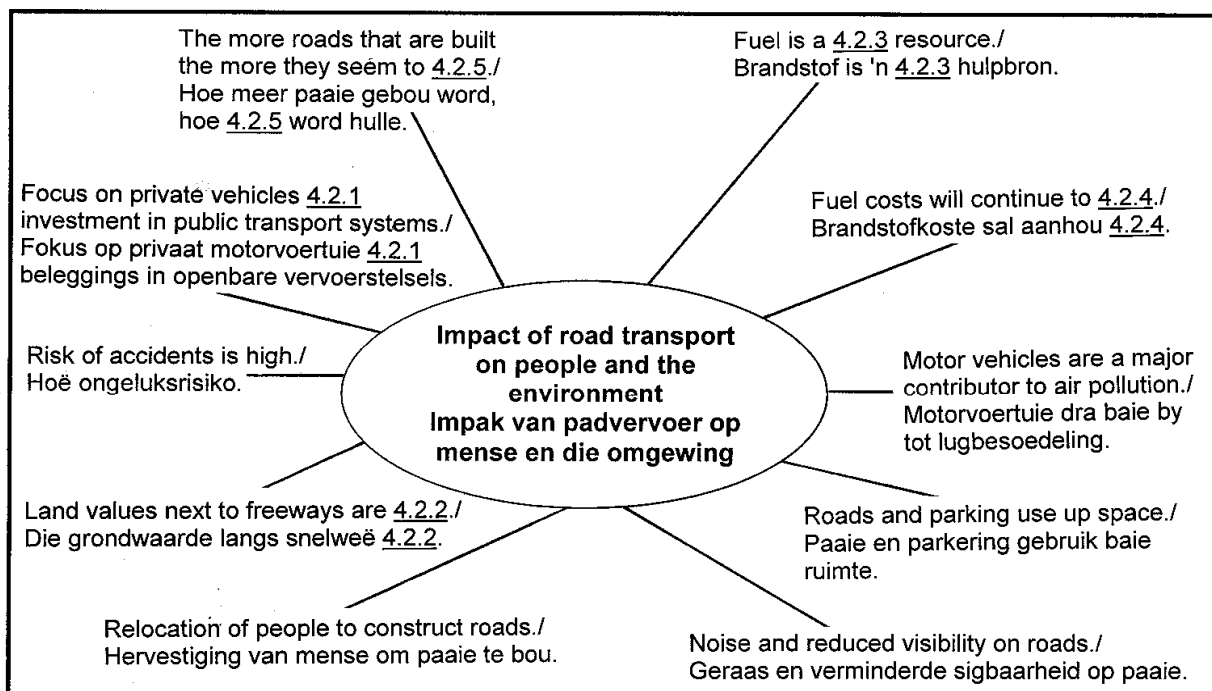 The more roads that are built
the more they seém to 4.2.5./
Hoe meer paaie gebou word,
hoe 4.2.5 word hulle.
Fuel is a 4.2.3 resource./
Brandstof is 'n 4.2.3 hulpbron.
Focus on private vehicles 4.2.1
investment in public transport systems./
Fokus op privaat motorvoertuie 4.2.1
beleggings in openbare vervoerstelsels.
Fuel costs will continue to 4.2.4./
Brandstofkoste sal aanhou 4.2.4.
Risk of accidents is high./
Hoë ongeluksrisiko.
Impact of road transport
on people and the
environment
Impak van padvervoer op
mense en die omgewing
Motor vehicles are a major
contributor to air pollution./
Motorvoertuie dra baie by
tot lugbesoedeling.
Land values next to freeways are 4.2.2./
Die grondwaarde langs snelweë 4.2.2.
Roads and parking use up space./
Paaie en parkering gebruik baie
ruimte.
Relocation of people to construct roads./
Hervestiging van mense om paaie te bou.
Noise and reduced visibility on roads./
Geraas en verminderde sigbaarheid op paaie.